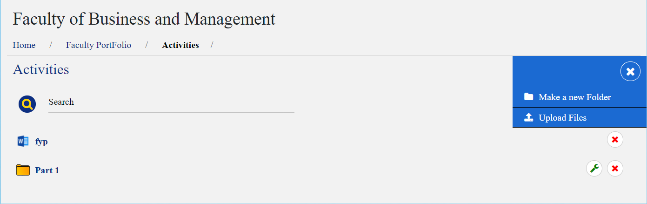 Faculty of Business and Management
Home / Faculty PortFolio / Activities /
Activities
Search
Make a new Folder
Upload Files
fyp
Part 1